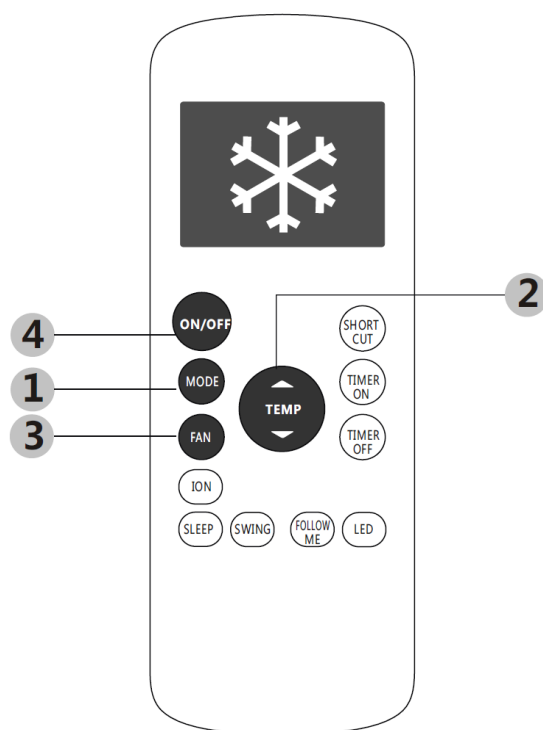 2
4
ON/OFF
SHORT
CUT
1
MODE
TEMP
TIMER
ON
3
FAN
TIMER
OFF
ION
SLEEP
SWING
FOLLOW
ME
LED